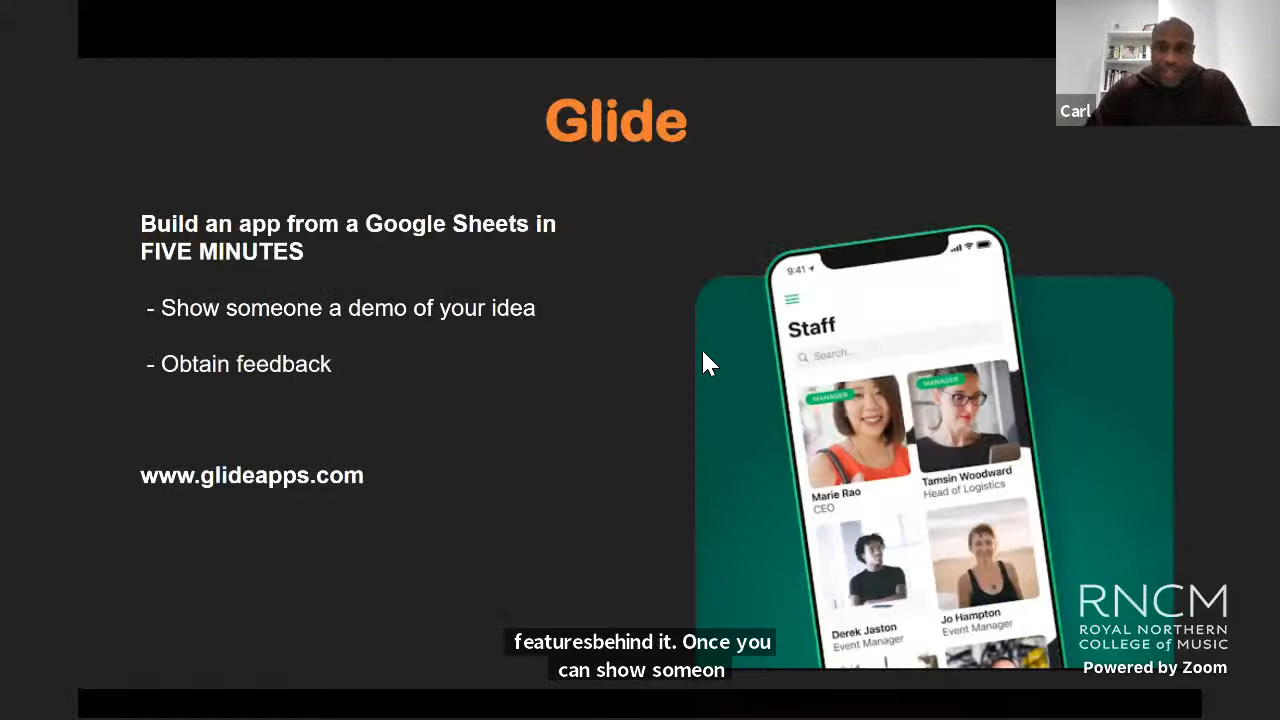 Glide
Carl
Build an app from a Google Sheets in
FIVE MINUTES
- Show someone a demo of your idea
- Obtain feedback
www.glideapps.com
9:41
Staff
Search...
MANAGER
MANAGER
Marie Rao
CEO
Tamsin Woodward
Head of Logistics
Derek Jaston
Event Manager
Jo Hampton
Event Manager
RNCM
ROYAL NORTHERN
COLLEGE of MUSIC
Powered by Zoom
featuresbehind it. Once you
can show someon